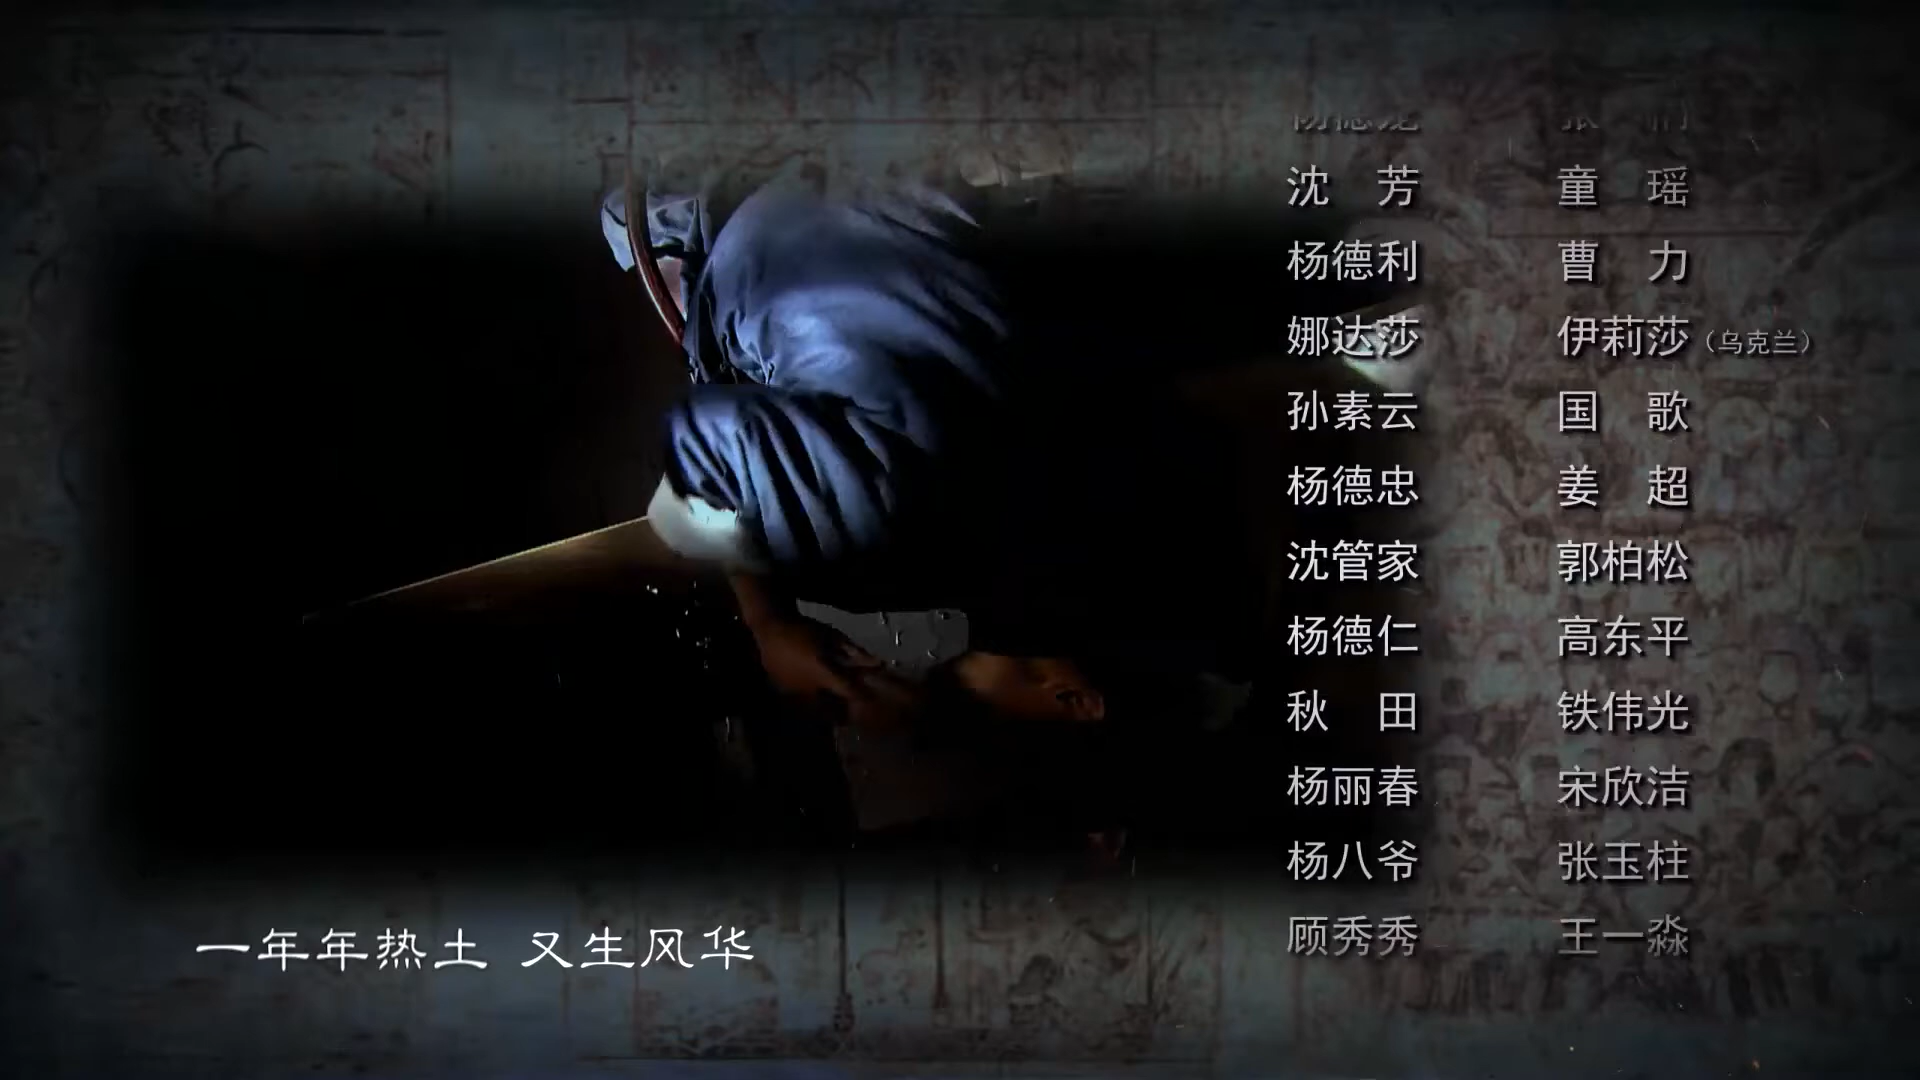 沈　芳　童　瑶
杨德利　曹　力
娜达莎　伊莉莎（乌克兰）
孙素云　国　歌
杨德忠　姜　超
沈管家　郭柏松
杨德仁　高东平
秋　田　铁伟光
杨丽春　宋欣洁
杨八爷　张玉柱
顾秀秀　王一淼
一年年热土 又生风华